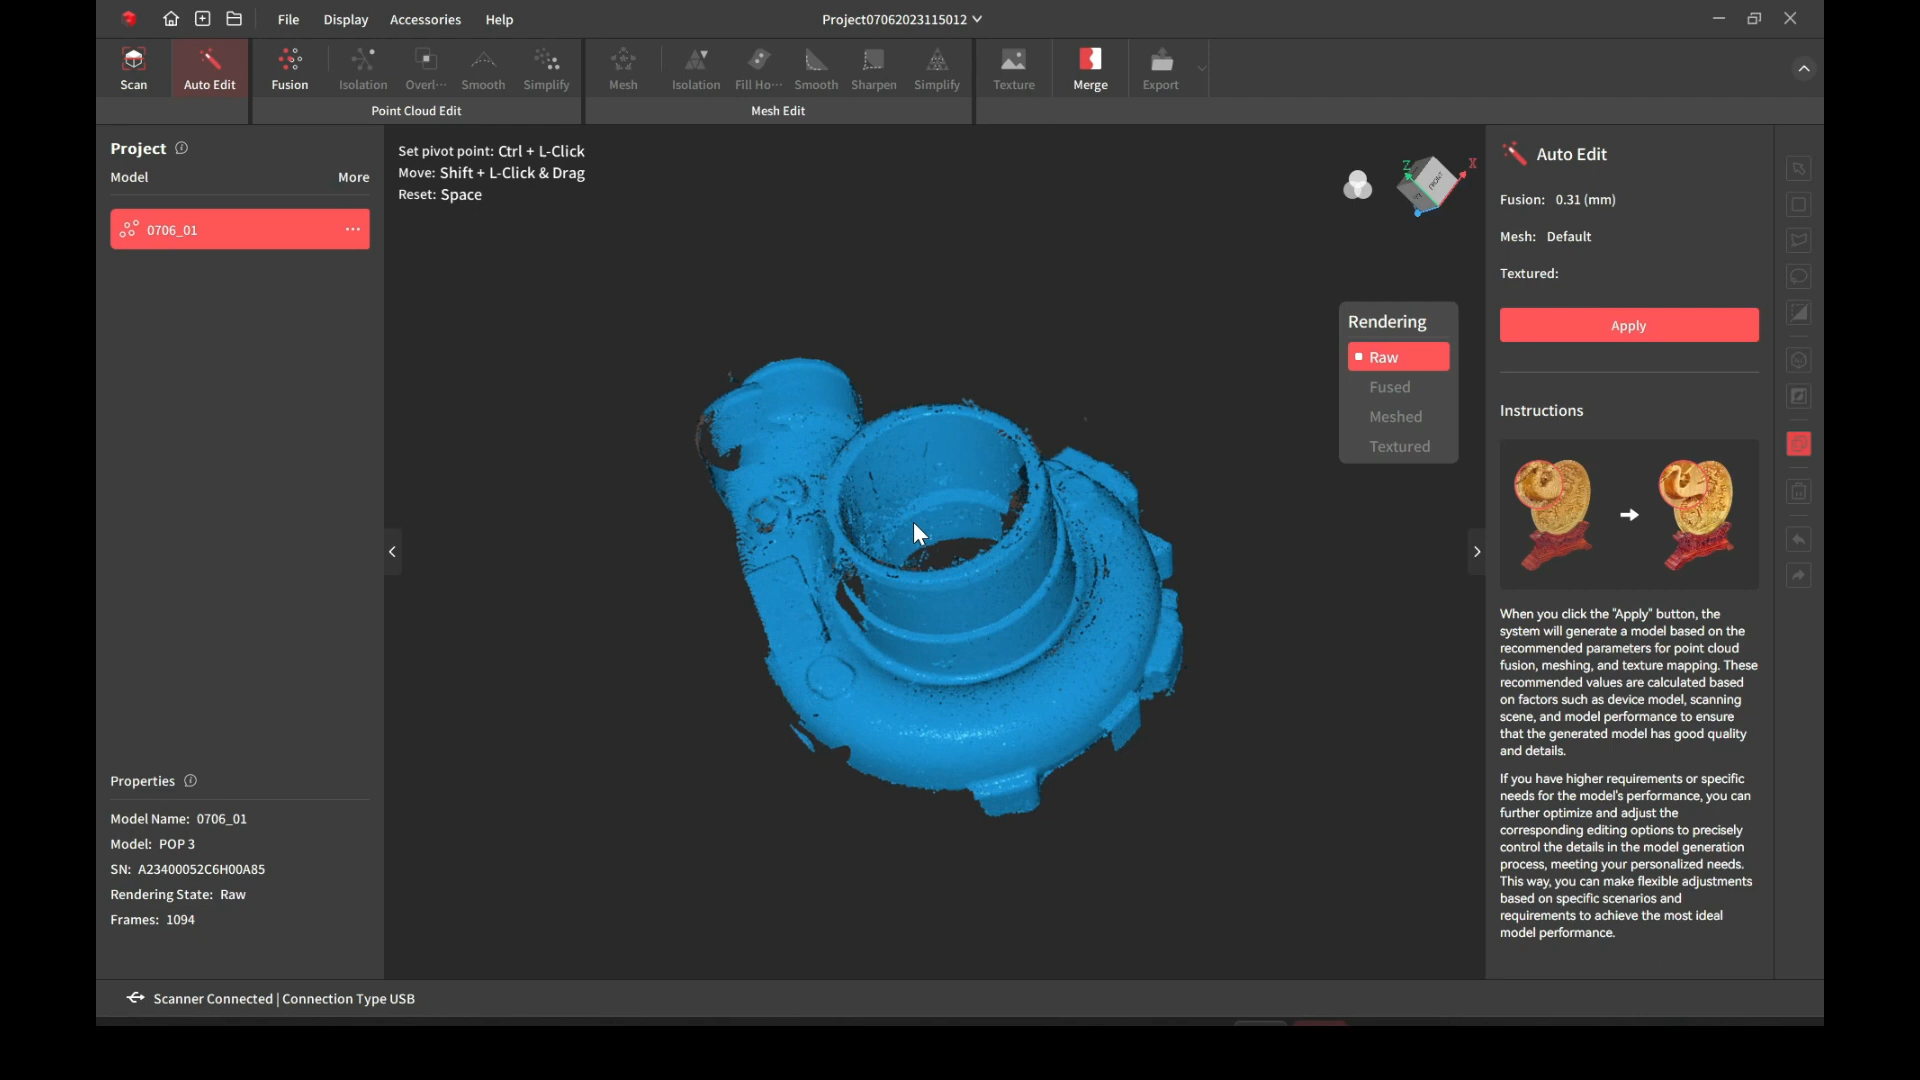 File Display Accessories Help Project07062023115012
Scan Auto Edit Fusion Isolation Overl··· Smooth Simplify Mesh Isolation Fill Ho··· Smooth Sharpen Simplify Texture Merge Export
Point Cloud Edit Mesh Edit
Project
Model More
0706_01
Properties
Model Name: 0706_01
Model: POP 3
SN: A23400052C6H00A85
Rendering State: Raw
Frames: 1094
Set pivot point: Ctrl + L-Click
Move: Shift + L-Click & Drag
Reset: Space
Z X
FRONT
Rendering
Raw
Fused
Meshed
Textured
Auto Edit
Fusion: 0.31 (mm)
Mesh: Default
Textured:
Apply
Instructions
When you click the "Apply" button, the
system will generate a model based on the
recommended parameters for point cloud
fusion, meshing, and texture mapping. These
recommended values are calculated based
on factors such as device model, scanning
scene, and model performance to ensure
that the generated model has good quality
and details.
If you have higher requirements or specific
needs for the model's performance, you can
further optimize and adjust the
corresponding editing options to precisely
control the details in the model generation
process, meeting your personalized needs.
This way, you can make flexible adjustments
based on specific scenarios and
requirements to achieve the most ideal
model performance.
Scanner Connected | Connection Type USB